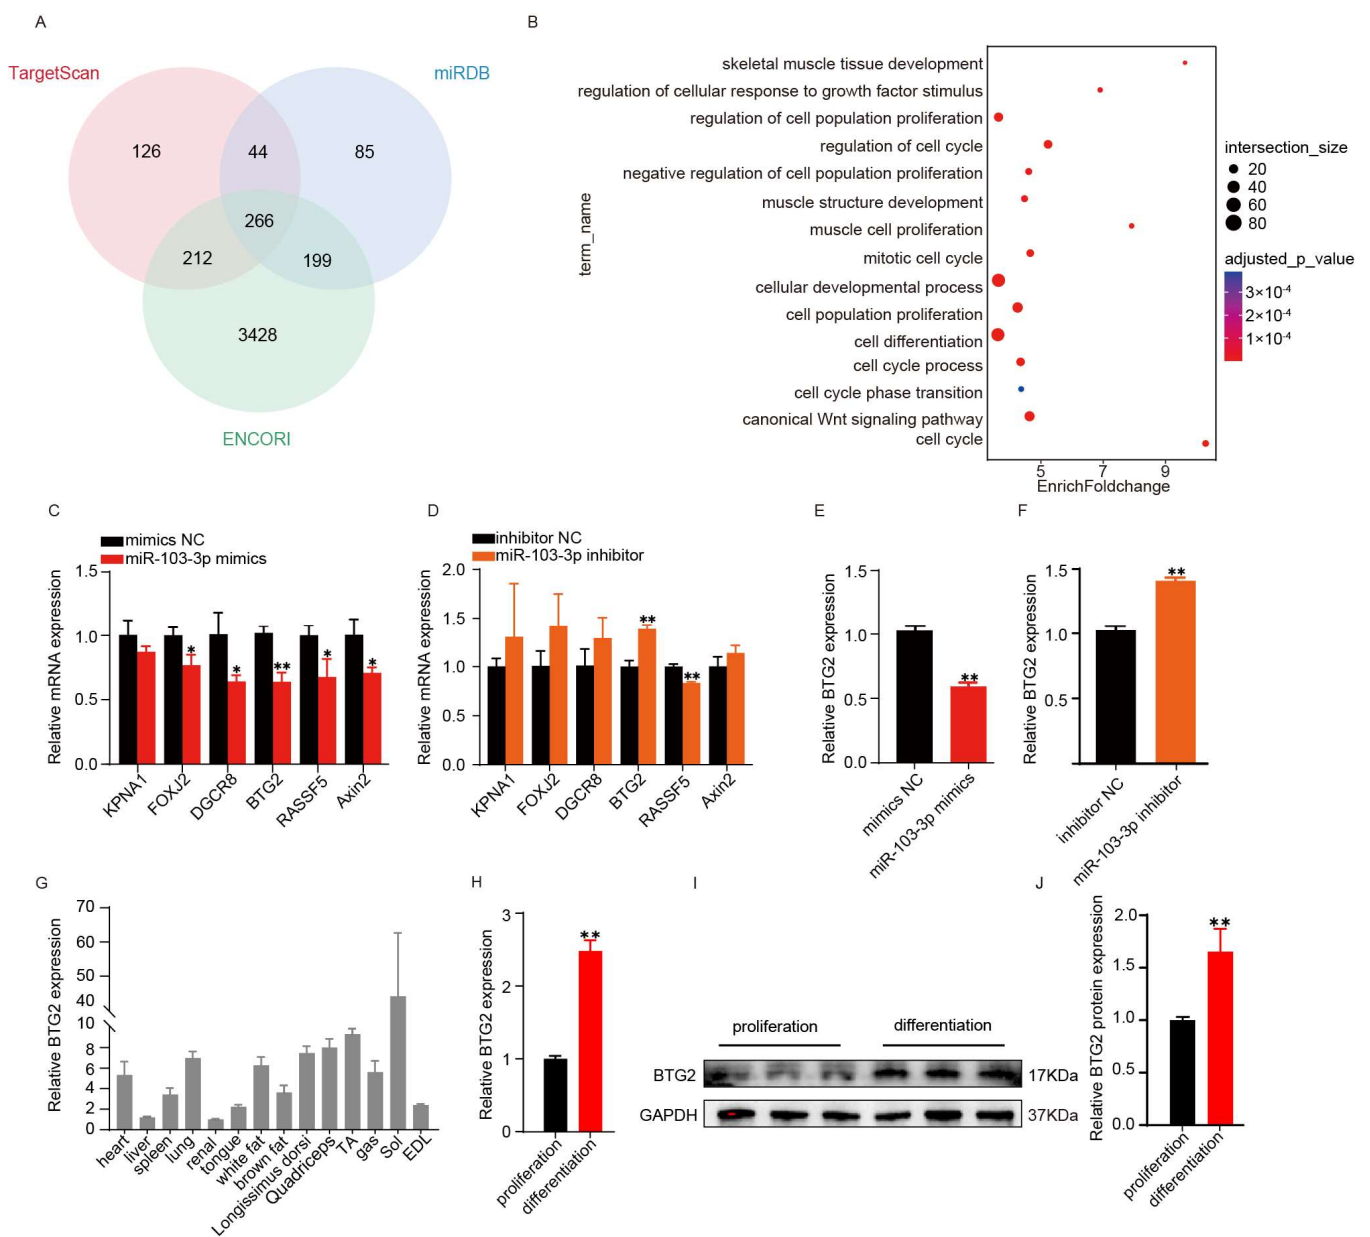 A
TargetScan
miRDB
126
44
85
266
212
199
3428
ENCORI
B
term_name
skeletal muscle tissue development
regulation of cellular response to growth factor stimulus
regulation of cell population proliferation
regulation of cell cycle
negative regulation of cell population proliferation
muscle structure development
muscle cell proliferation
mitotic cell cycle
cellular developmental process
cell population proliferation
cell differentiation
cell cycle process
cell cycle phase transition
canonical Wnt signaling pathway
cell cycle
5 7 9
EnrichFoldchange
intersection_size
20
40
60
80
adjusted_p_value
3×10⁻⁴
2×10⁻⁴
1×10⁻⁴
C
mimics NC
miR-103-3p mimics
Relative mRNA expression
1.5
1.0
0.5
0.0
* * ** * *
KPNA1 FOXJ2 DGCR8 BTG2 RASSF5 Axin2
D
inhibitor NC
miR-103-3p inhibitor
Relative mRNA expression
2.0
1.5
1.0
0.5
0.0
** **
KPNA1 FOXJ2 DGCR8 BTG2 RASSF5 Axin2
E
Relative BTG2 expression
1.5
1.0
0.5
0.0
**
mimics NC
miR-103-3p mimics
F
Relative BTG2 expression
1.5
1.0
0.5
**
inhibitor NC
miR-103-3p inhibitor
G
Relative BTG2 expression
70
60
50
40
10
8
6
4
2
0
heart liver spleen lung renal tongue white fat brown fat Longissimus dorsi Quadriceps TA gas Sol EDL
H
Relative BTG2 expression
3
2
1
0
**
proliferation
differentiation
I
proliferation differentiation
BTG2 17KDa
GAPDH 37KDa
J
Relative BTG2 protein expression
2.0
1.5
1.0
0.5
0.0
**
proliferation
differentiation